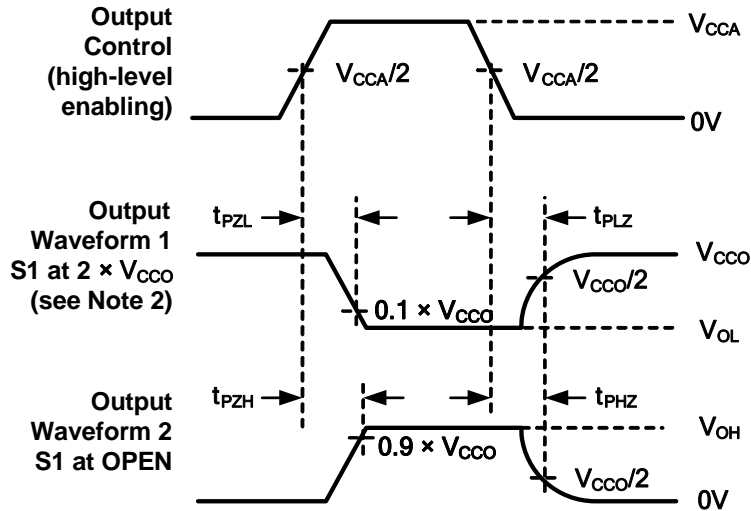 Output
Control
(high-level
enabling)
VCCA
VCCA/2
VCCA/2
0V
Output
Waveform 1
S1 at 2 × VCCO
(see Note 2)
tPZL
tPLZ
VCCO
VCCO/2
0.1 × VCCO
VOL
Output
Waveform 2
S1 at OPEN
tPZH
tPHZ
VOH
0.9 × VCCO
VCCO/2
0V